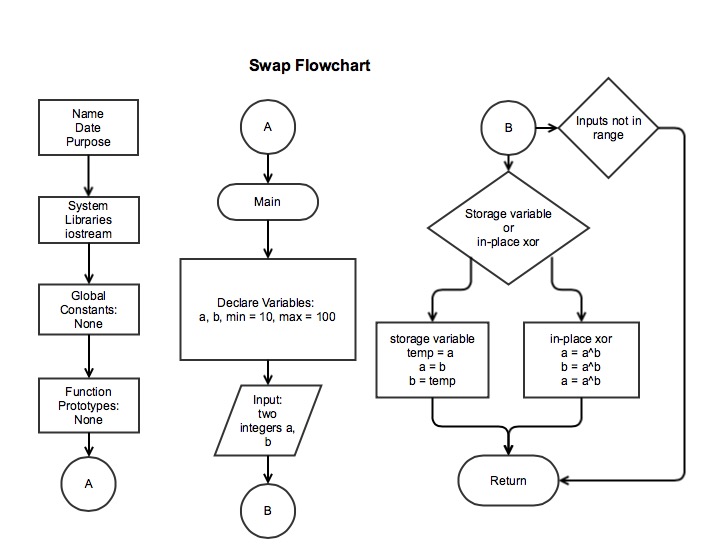 Swap Flowchart
Name
Date
Purpose
System
Libraries
iostream
Global
Constants:
None
Function
Prototypes:
None
A
A
Main
Declare Variables:
a, b, min = 10, max = 100
Input:
two
integers a,
b
B
B
Inputs not in
range
Storage variable
or
in-place xor
storage variable
temp = a
a = b
b = temp
in-place xor
a = a^b
b = a^b
a = a^b
Return